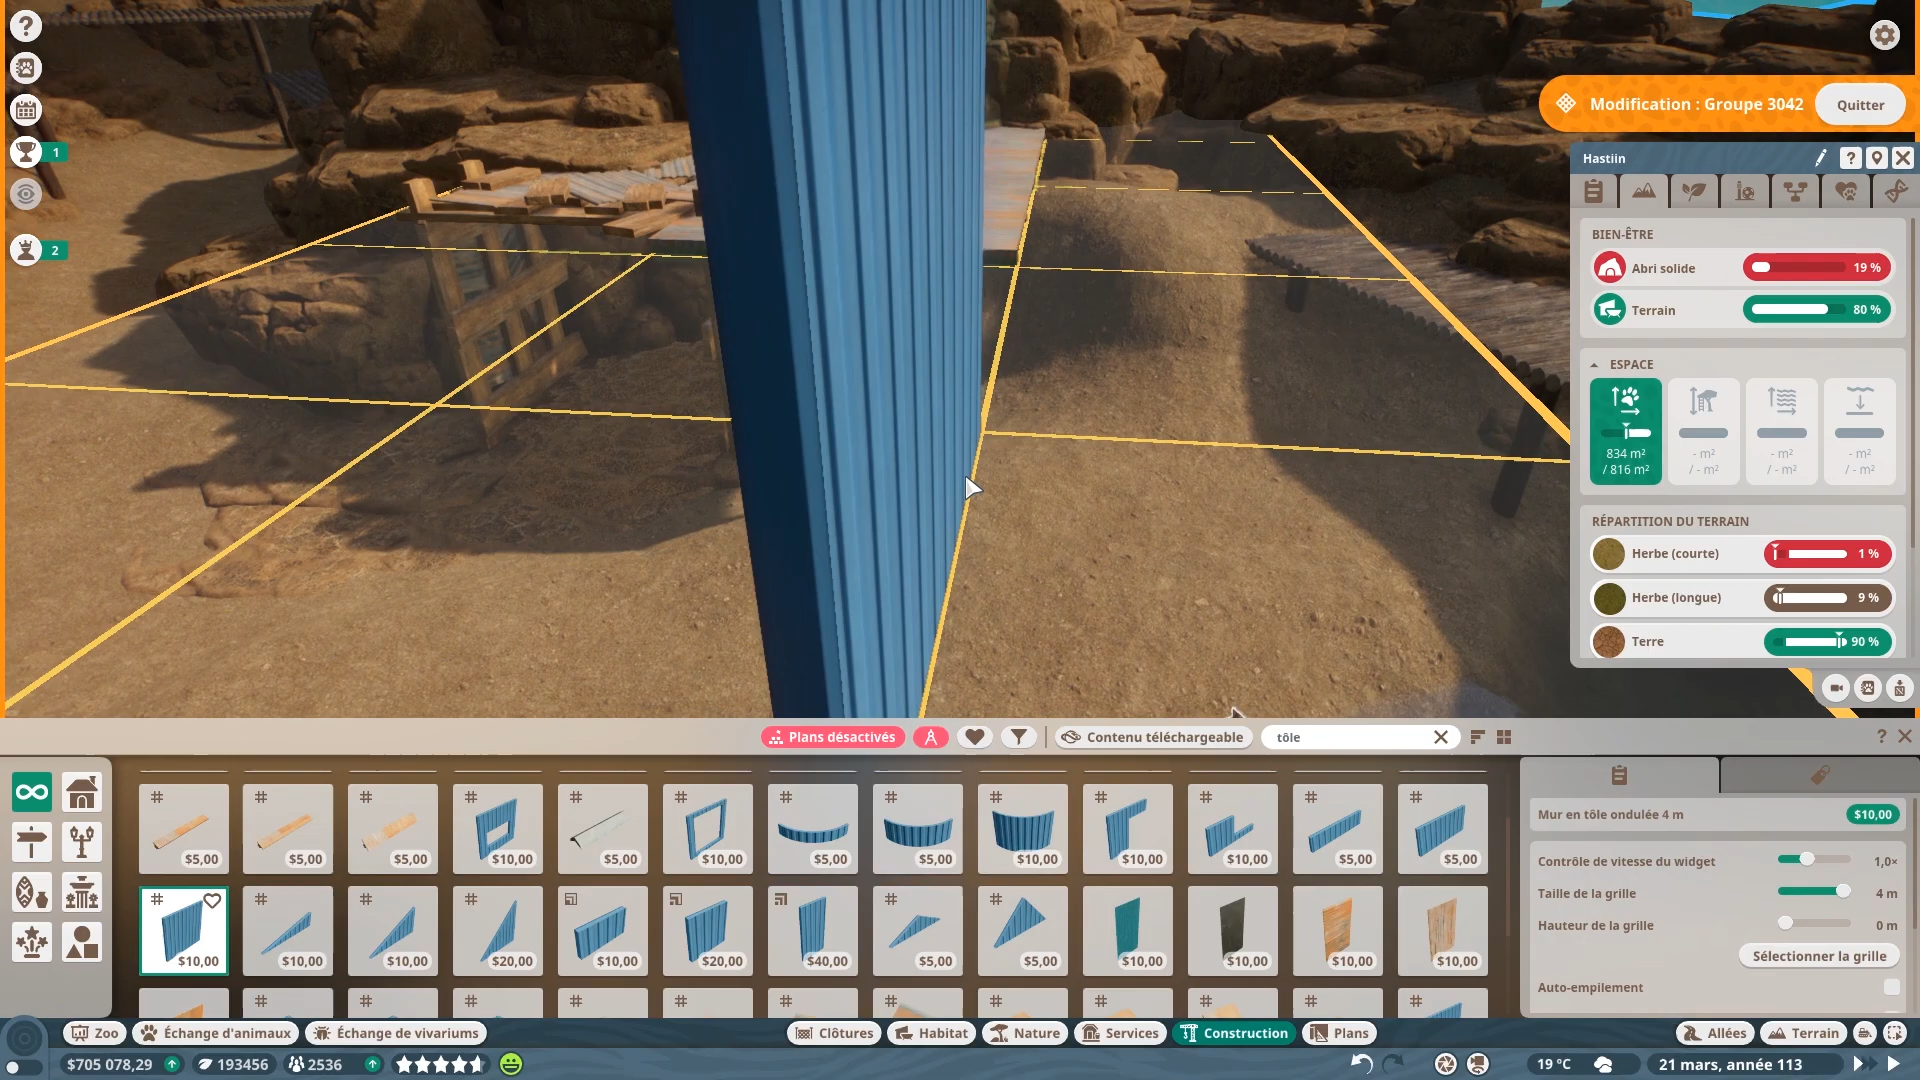 ?
Modification : Groupe 3042
Quitter
1
2
Hastiin
?
BIEN-ÊTRE
Abri solide
19 %
Terrain
80 %
ESPACE
834 m²
/ 816 m²
- m²
/ - m²
- m²
/ - m²
- m²
/ - m²
RÉPARTITION DU TERRAIN
Herbe (courte)
1 %
Herbe (longue)
9 %
Terre
90 %
Plans désactivés
Contenu téléchargeable
tôle
?
$5,00
$5,00
$5,00
$10,00
$5,00
$10,00
$5,00
$5,00
$10,00
$10,00
$10,00
$5,00
$5,00
$10,00
$10,00
$10,00
$20,00
$10,00
$20,00
$40,00
$5,00
$5,00
$10,00
$10,00
$10,00
$10,00
Mur en tôle ondulée 4 m
$10,00
Contrôle de vitesse du widget
1,0×
Taille de la grille
4 m
Hauteur de la grille
0 m
Sélectionner la grille
Auto-empilement
Zoo
Échange d'animaux
Échange de vivariums
Clôtures
Habitat
Nature
Services
Construction
Plans
Allées
Terrain
$705 078,29
193456
2536
19 °C
21 mars, année 113